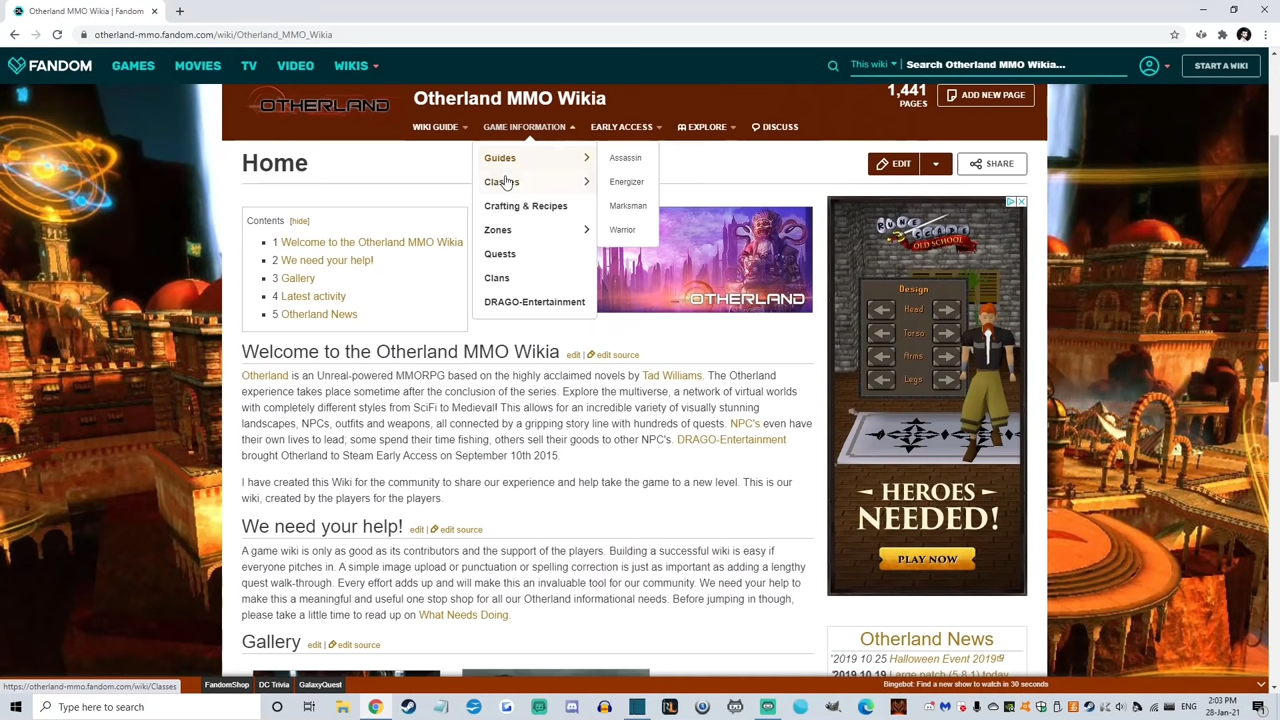 Otherland MMO Wikia | Fandom
otherland-mmo.fandom.com/wiki/Otherland_MMO_Wikia
FANDOM GAMES MOVIES TV VIDEO WIKIS
This wiki Search Otherland MMO Wikia...
START A WIKI
OTHERLAND
Otherland MMO Wikia
1,441
PAGES
ADD NEW PAGE
WIKI GUIDE GAME INFORMATION EARLY ACCESS EXPLORE DISCUSS
Home
EDIT
SHARE
Guides
Classes
Crafting & Recipes
Zones
Quests
Clans
DRAGO-Entertainment
Assassin
Energizer
Marksman
Warrior
Contents [hide]
1 Welcome to the Otherland MMO Wikia
2 We need your help!
3 Gallery
4 Latest activity
5 Otherland News
OTHERLAND
Welcome to the Otherland MMO Wikia edit | edit source
Otherland is an Unreal-powered MMORPG based on the highly acclaimed novels by Tad Williams. The Otherland
experience takes place sometime after the conclusion of the series. Explore the multiverse, a network of virtual worlds
with completely different styles from SciFi to Medieval! This allows for an incredible variety of visually stunning
landscapes, NPCs, outfits and weapons, all connected by a gripping story line with hundreds of quests. NPC's even have
their own lives to lead; some spend their time fishing, others sell their goods to other NPC's. DRAGO-Entertainment
brought Otherland to Steam Early Access on September 10th 2015.
I have created this Wiki for the community to share our experience and help take the game to a new level. This is our
wiki, created by the players for the players.
We need your help! edit | edit source
A game wiki is only as good as its contributors and the support of the players. Building a successful wiki is easy if
everyone pitches in. A simple image upload or punctuation or spelling correction is just as important as adding a lengthy
quest walk-through. Every effort adds up and will make this an invaluable tool for our community. We need your help to
make this a meaningful and useful one stop shop for all our Otherland informational needs. Before jumping in though,
please take a little time to read up on What Needs Doing.
Gallery edit | edit source
RUNESCAPE
OLD SCHOOL
Design
Head
Torso
Arms
Legs
HEROES
NEEDED!
PLAY NOW
Otherland News
'2019 10 25 Halloween Event 2019
'2019 10 19 Large patch (5.8.1) today
https://otherland-mmo.fandom.com/wiki/Classes
FandomShop DC Trivia GalaxyQuest
Bingebot: Find a new show to watch in 30 seconds
Type here to search
2:03 PM
28-Jan-21